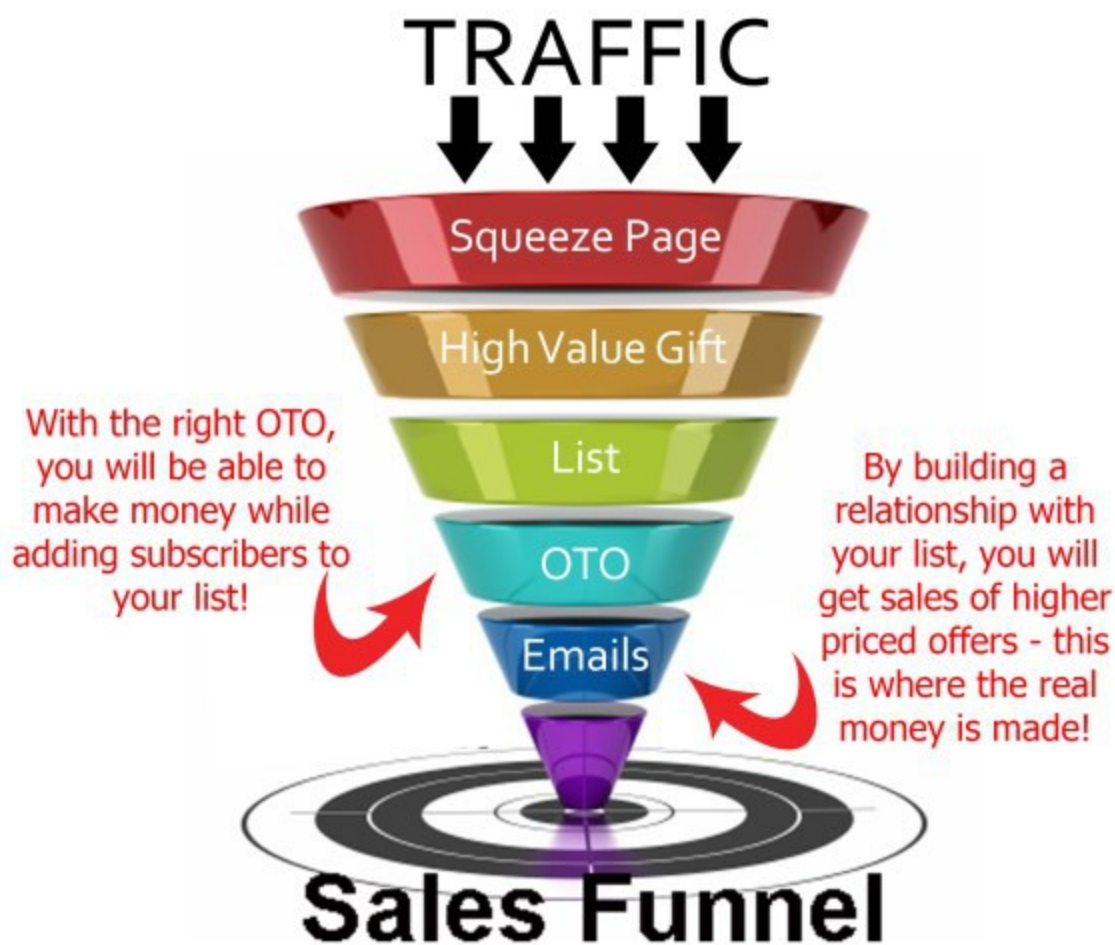 TRAFFIC
Squeeze Page
High Value Gift
List
OTO
Emails
With the right OTO,
you will be able to
make money while
adding subscribers to
your list!
By building a
relationship with
your list, you will
get sales of higher
priced offers - this
is where the real
money is made!
Sales Funnel